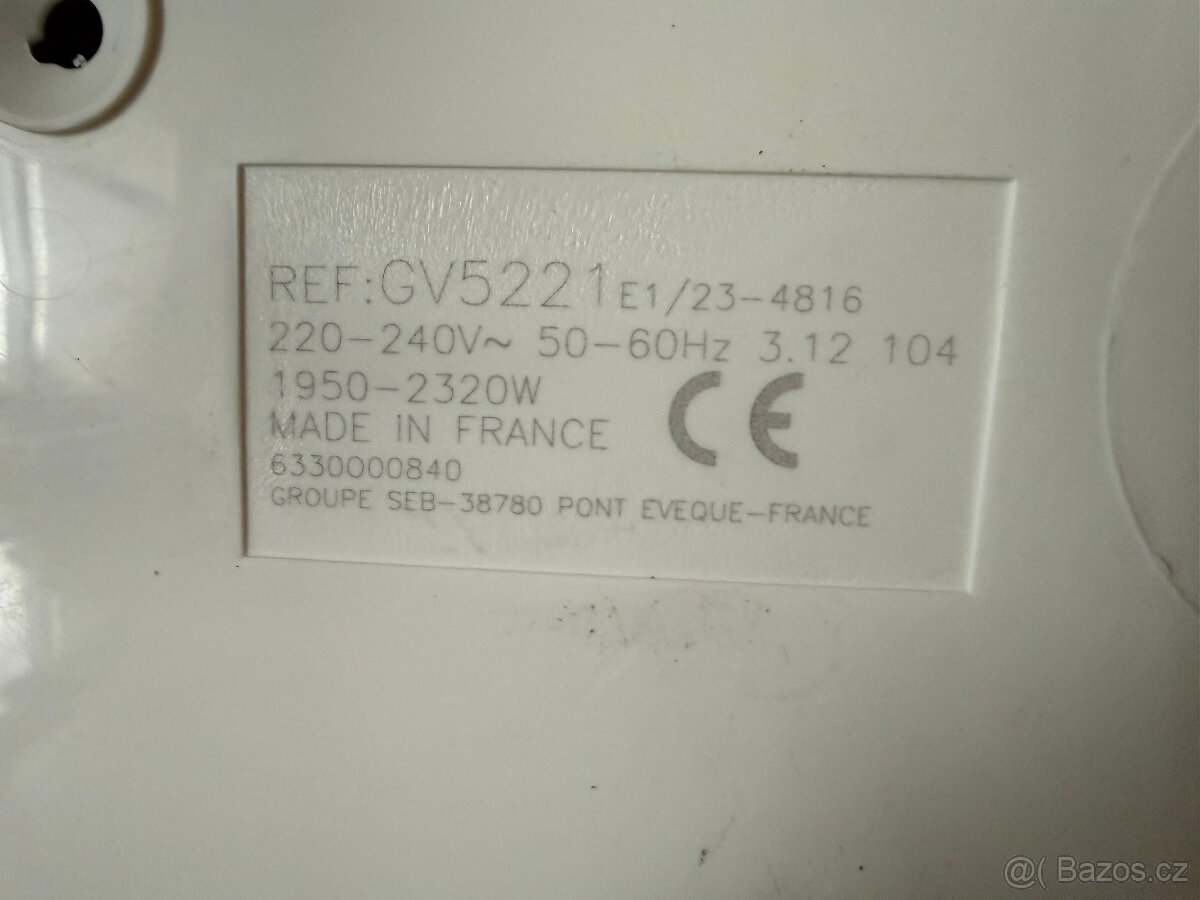 REF:GV5221 E1/23-4816
220-240V~ 50-60Hz 3.12 104
1950-2320W
MADE IN FRANCE CE
6330000840
GROUPE SEB-38780 PONT EVEQUE-FRANCE
@( Bazos.cz